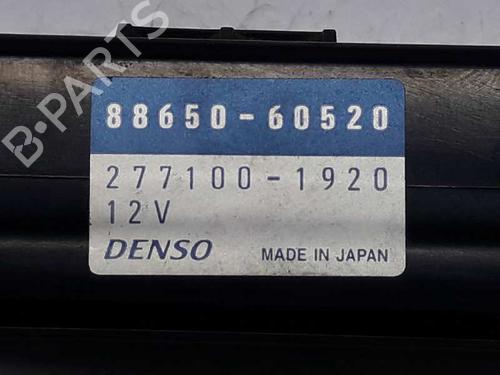 B-PARTS
88650-60520
277100-1920
12V
DENSO MADE IN JAPAN